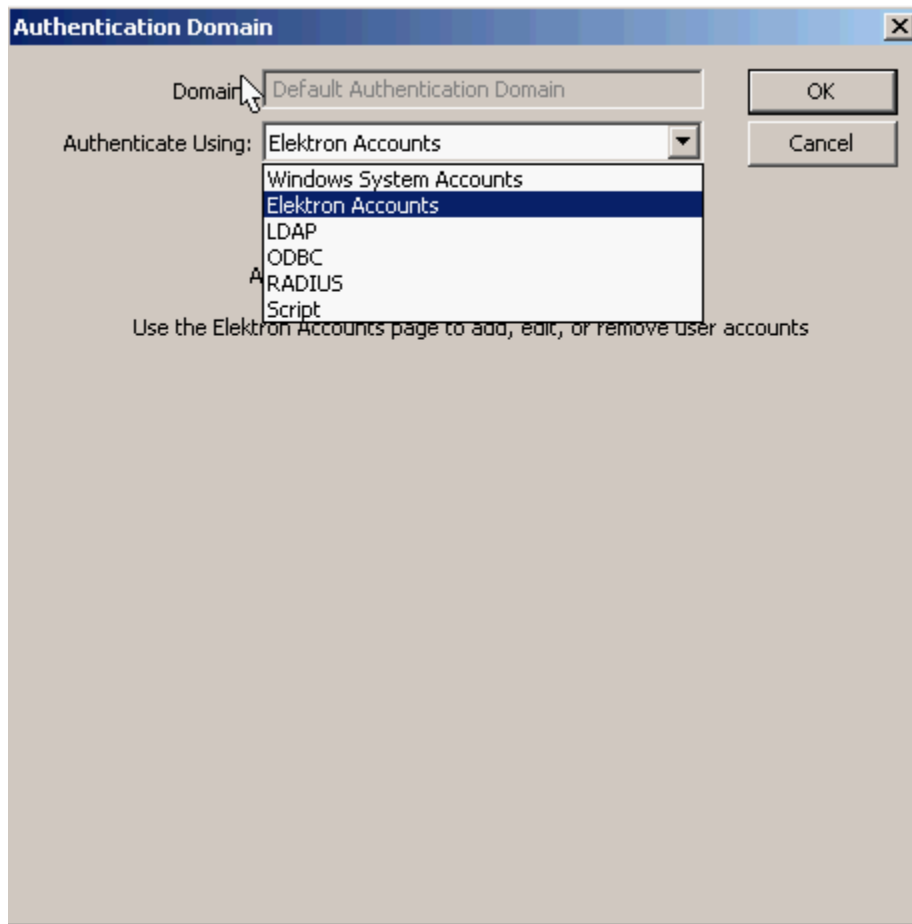 Authentication Domain
Domain
Default Authentication Domain
OK
Authenticate Using:
Elektron Accounts
Cancel
Windows System Accounts
Elektron Accounts
LDAP
ODBC
A
RADIUS
Script
Use the Elektron Accounts page to add, edit, or remove user accounts